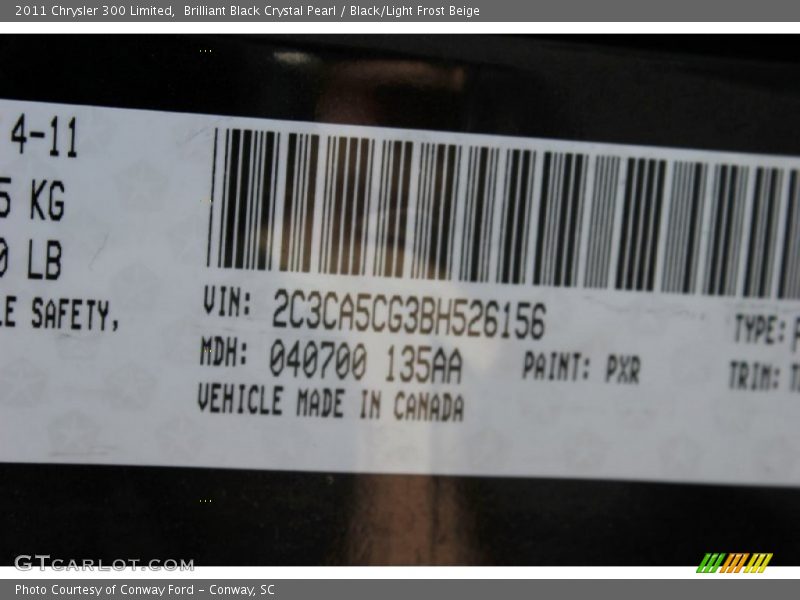 2011 Chrysler 300 Limited,  Brilliant Black Crystal Pearl / Black/Light Frost Beige
4-11
5 KG
0 LB
LE SAFETY,
VIN: 2C3CA5CG3BH526156
TYPE:
MDH: 040700 135AA
PAINT: PXR
TRIM:
VEHICLE MADE IN CANADA
GTCARLOT.COM
Photo Courtesy of Conway Ford - Conway, SC